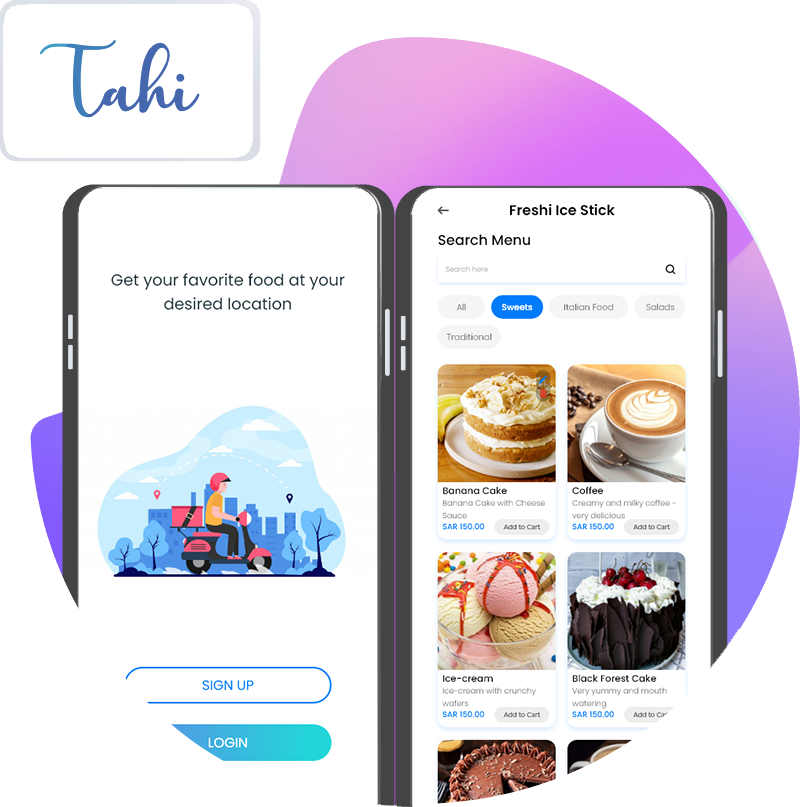 Tahi
Get your favorite food at your
desired location
SIGN UP
LOGIN
Freshi Ice Stick
Search Menu
Search here
All
Sweets
Italian Food
Salads
Traditional
Banana Cake
Banana Cake with Cheese
Sauce
SAR 150.00
Add to Cart
Coffee
Creamy and milky coffee -
very delicious
SAR 150.00
Add to Cart
Ice-cream
Ice-cream with crunchy
wafers
SAR 150.00
Add to Cart
Black Forest Cake
Very yummy and mouth
watering
SAR 150.00
Add to Cart